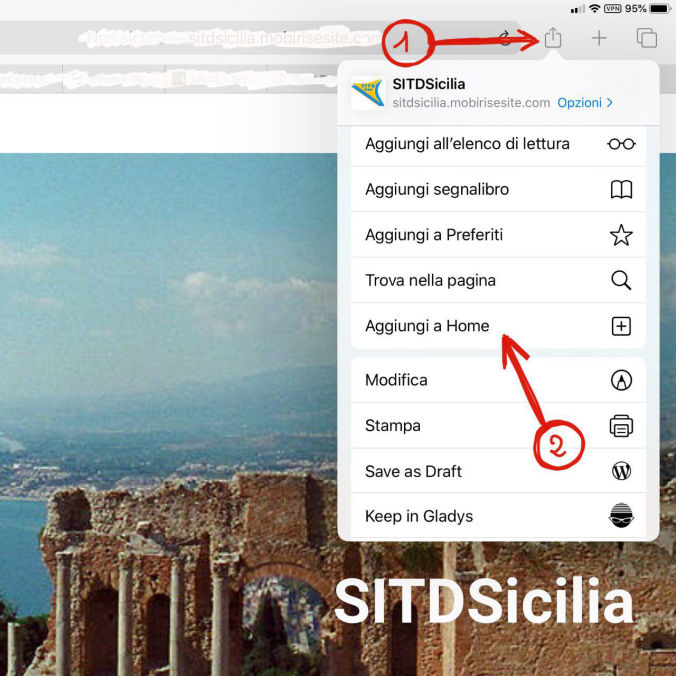 VPN 95%
Non sicuro — sitdsicilia.mobirisesite.co
1
SITDSicilia
sitdsicilia.mobirisesite.com Opzioni >
Aggiungi all'elenco di lettura
Aggiungi segnalibro
Aggiungi a Preferiti
Trova nella pagina
Aggiungi a Home
Modifica
2
Stampa
Save as Draft
Keep in Gladys
SITDSicilia